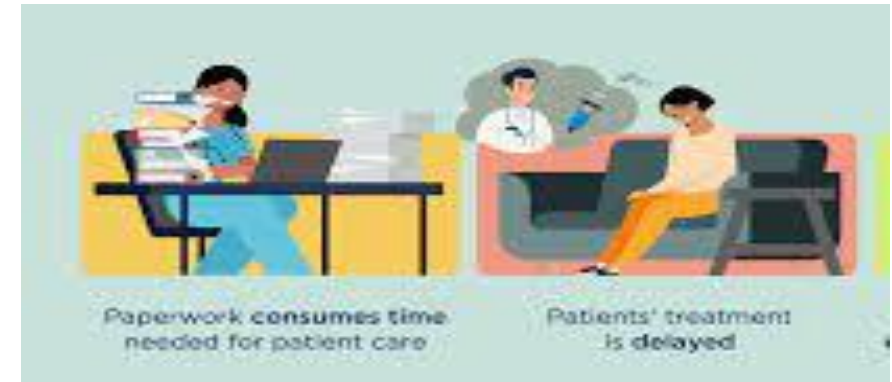 Paperwork consumes time
needed for patient care
Patients' treatment
is delayed